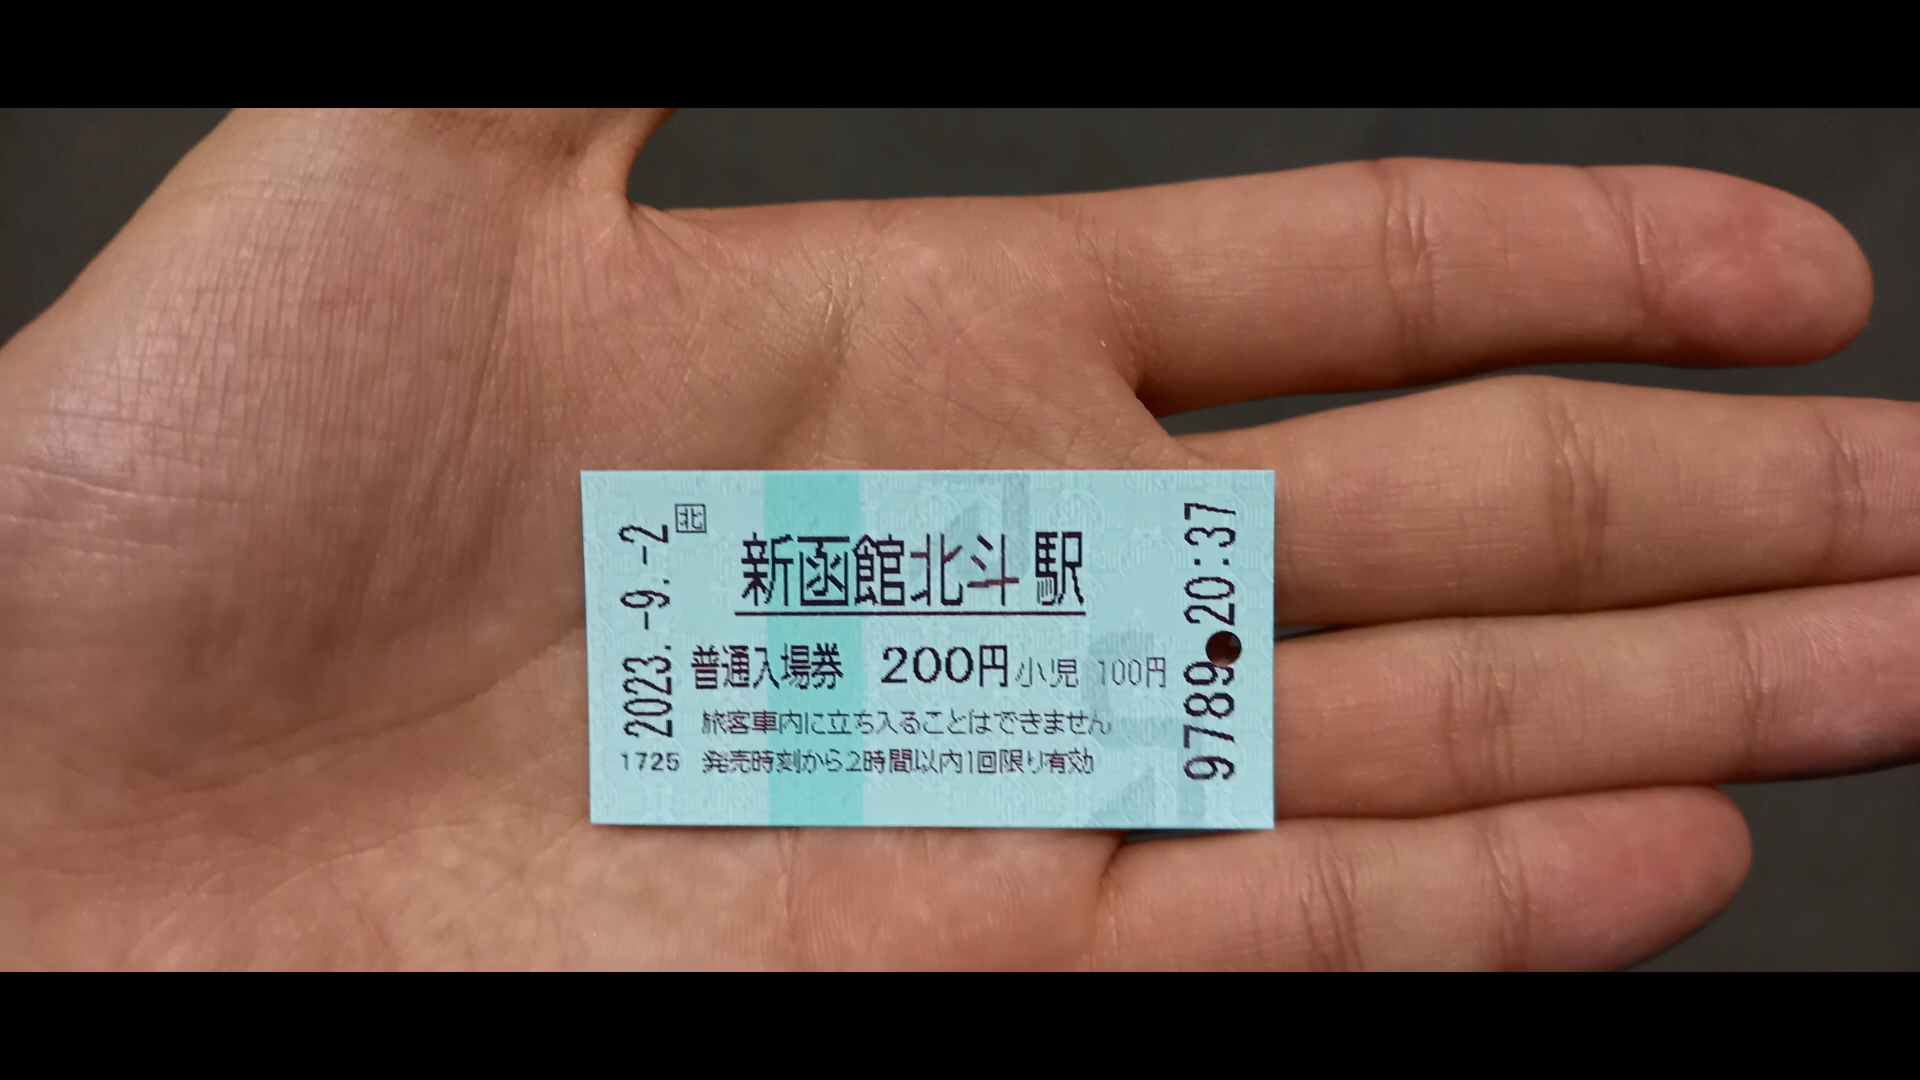 北
新函館北斗駅
普通入場券 200円 小児 100円
旅客車内に立ち入ることはできません
発売時刻から2時間以内1回限り有効
1725
2023.-9.-2
9789 20:37